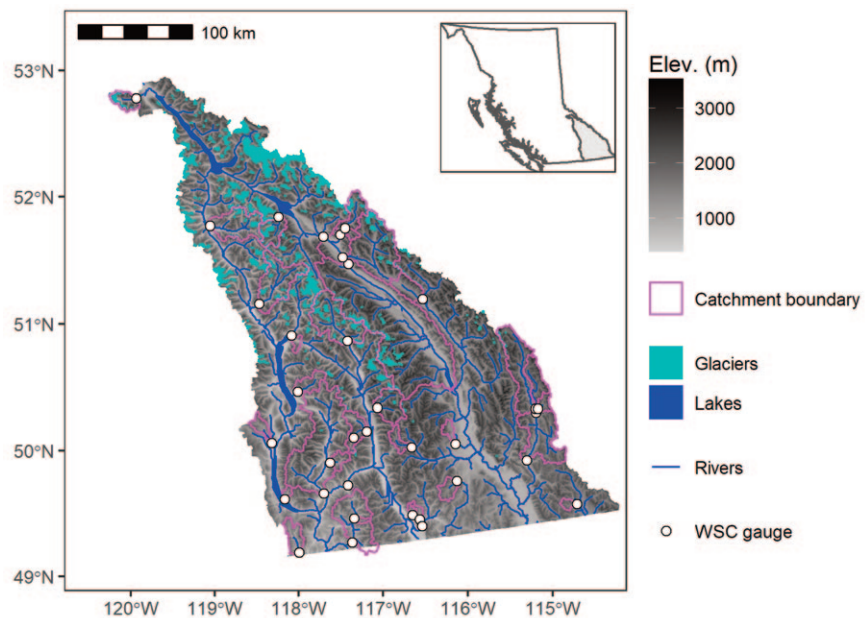 100 km
53°N
52°N
51°N
50°N
49°N
120°W 119°W 118°W 117°W 116°W 115°W
Elev. (m)
3000
2000
1000
Catchment boundary
Glaciers
Lakes
Rivers
WSC gauge